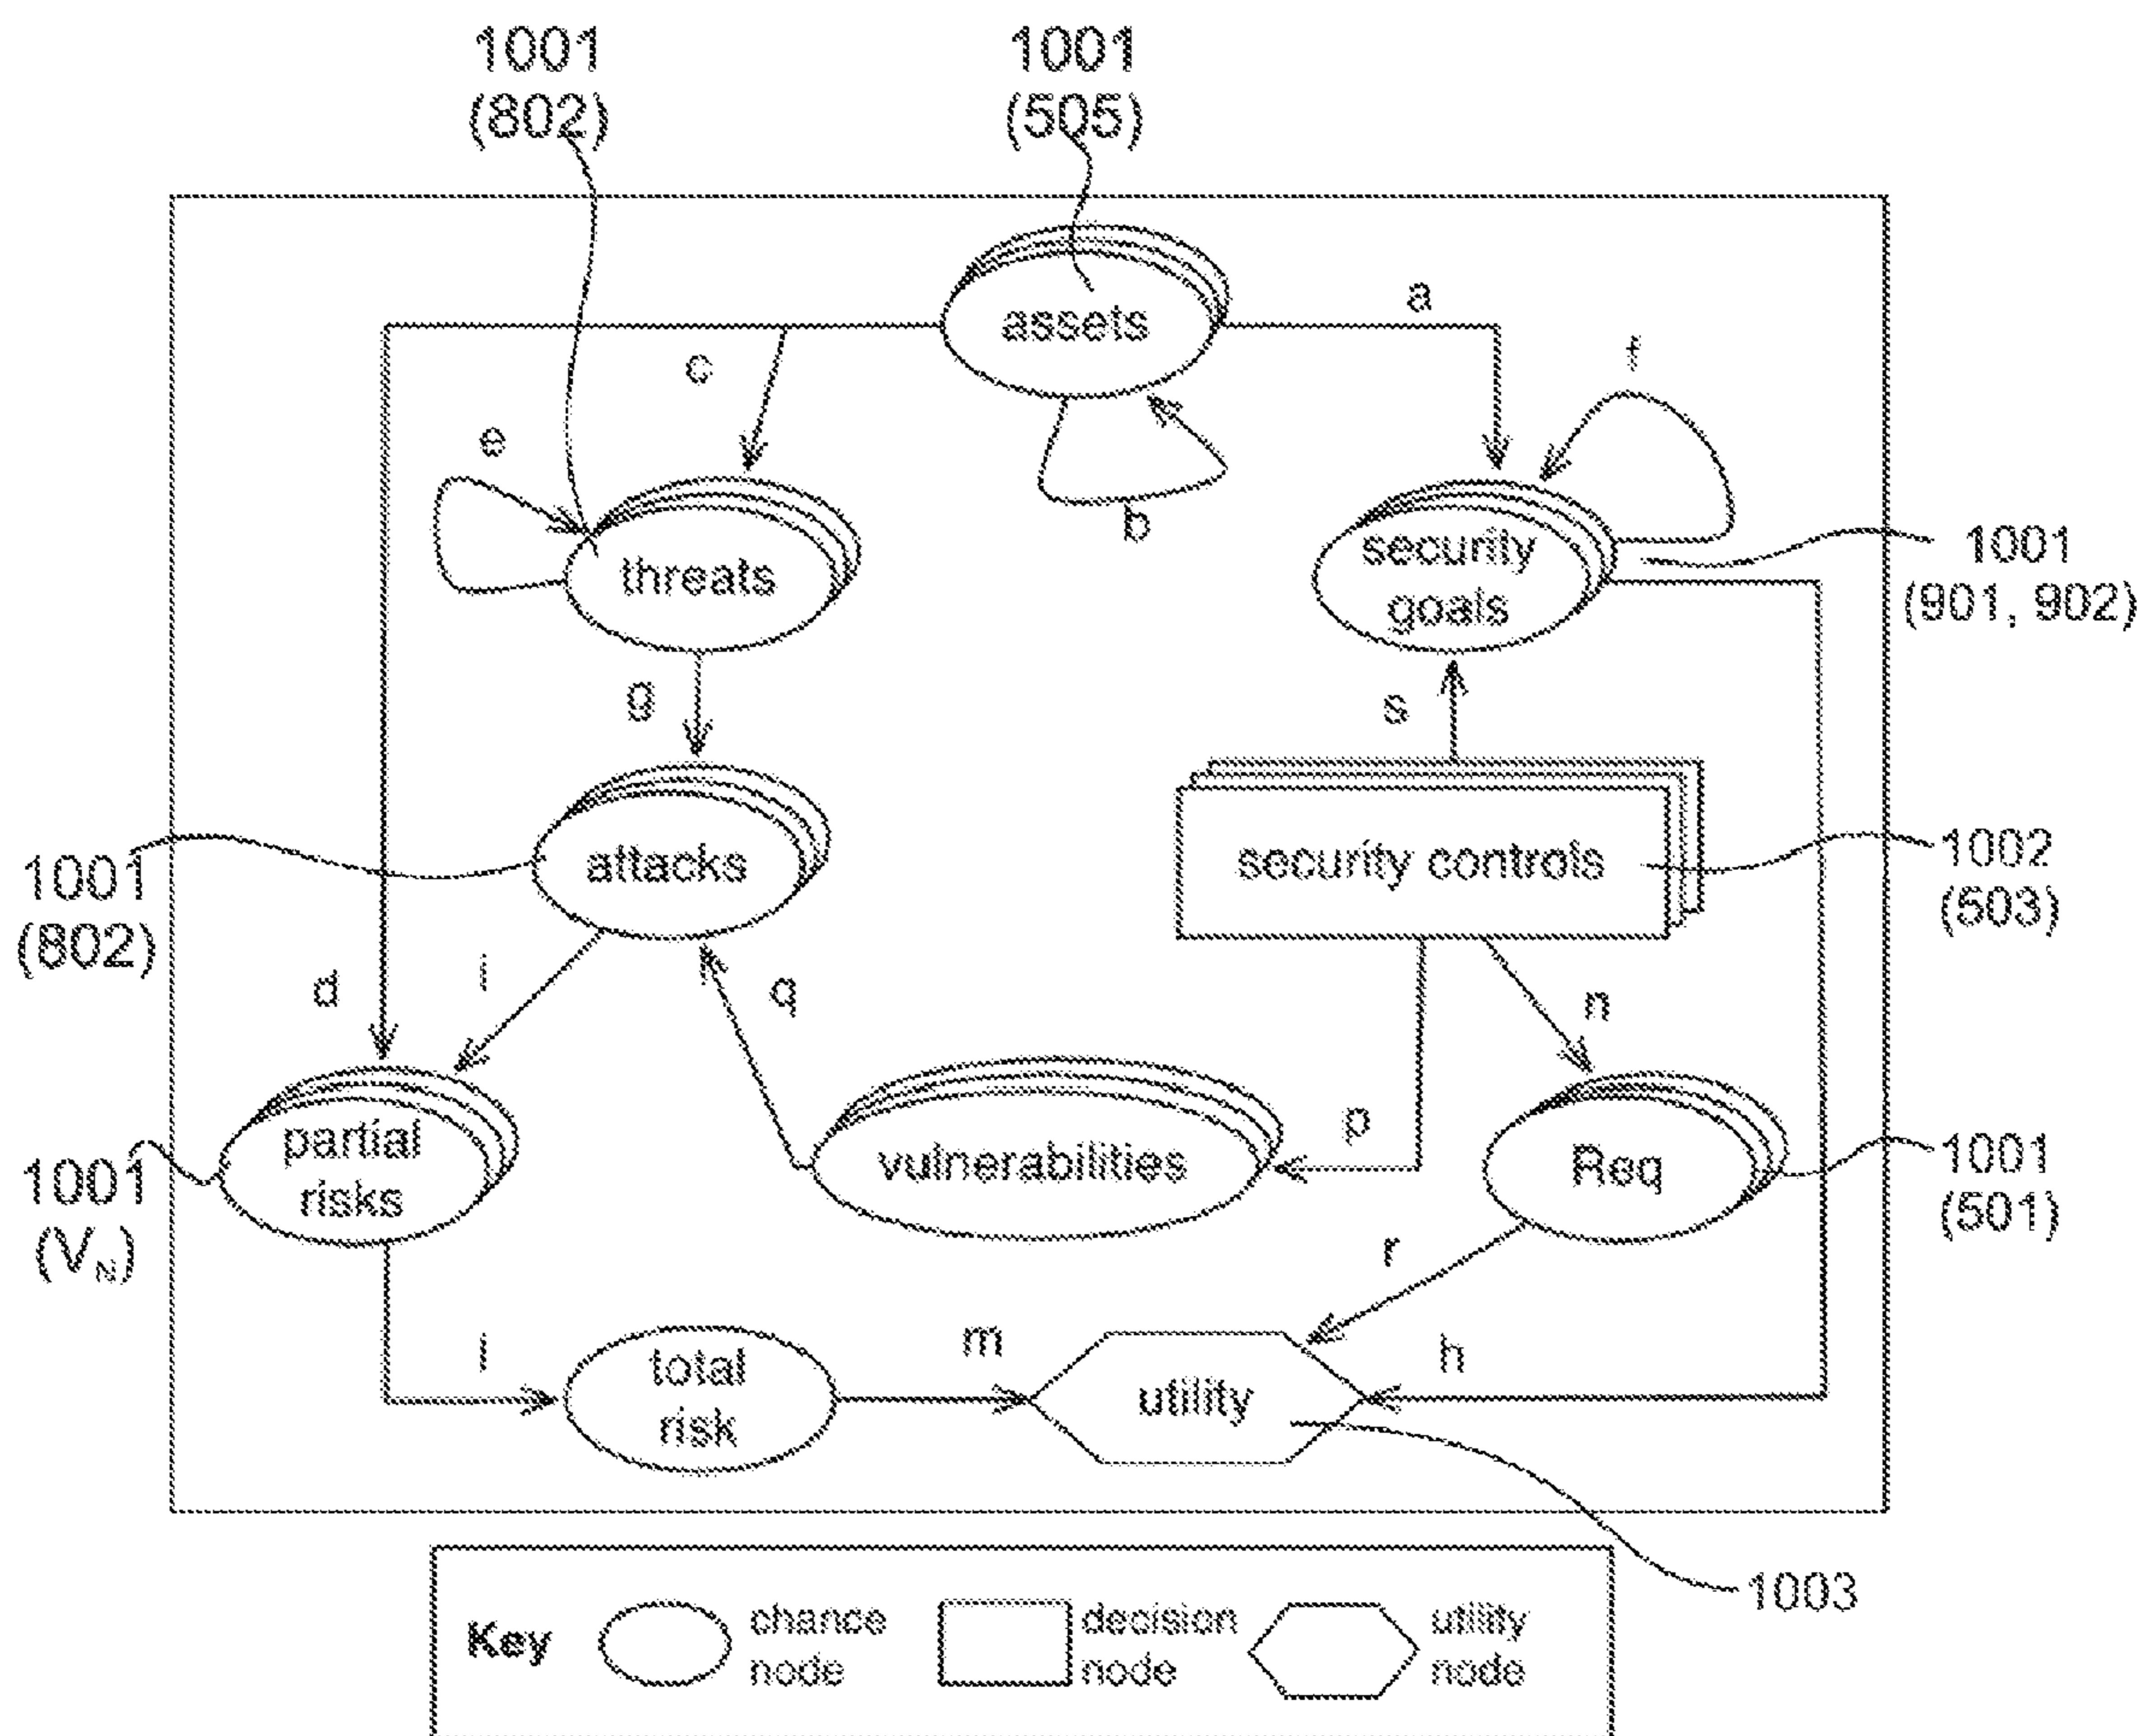 1001
(802)
1001
(505)
assets
a
f
c
e
b
threats
security
goals
1001
(901, 902)
g
s
attacks
security controls
1002
(503)
1001
(802)
d
i
q
n
partial
risks
vulnerabilities
p
Req
1001
(501)
1001
(V_N)
r
l
total
risk
m
utility
h
1003
Key
chance
node
decision
node
utility
node